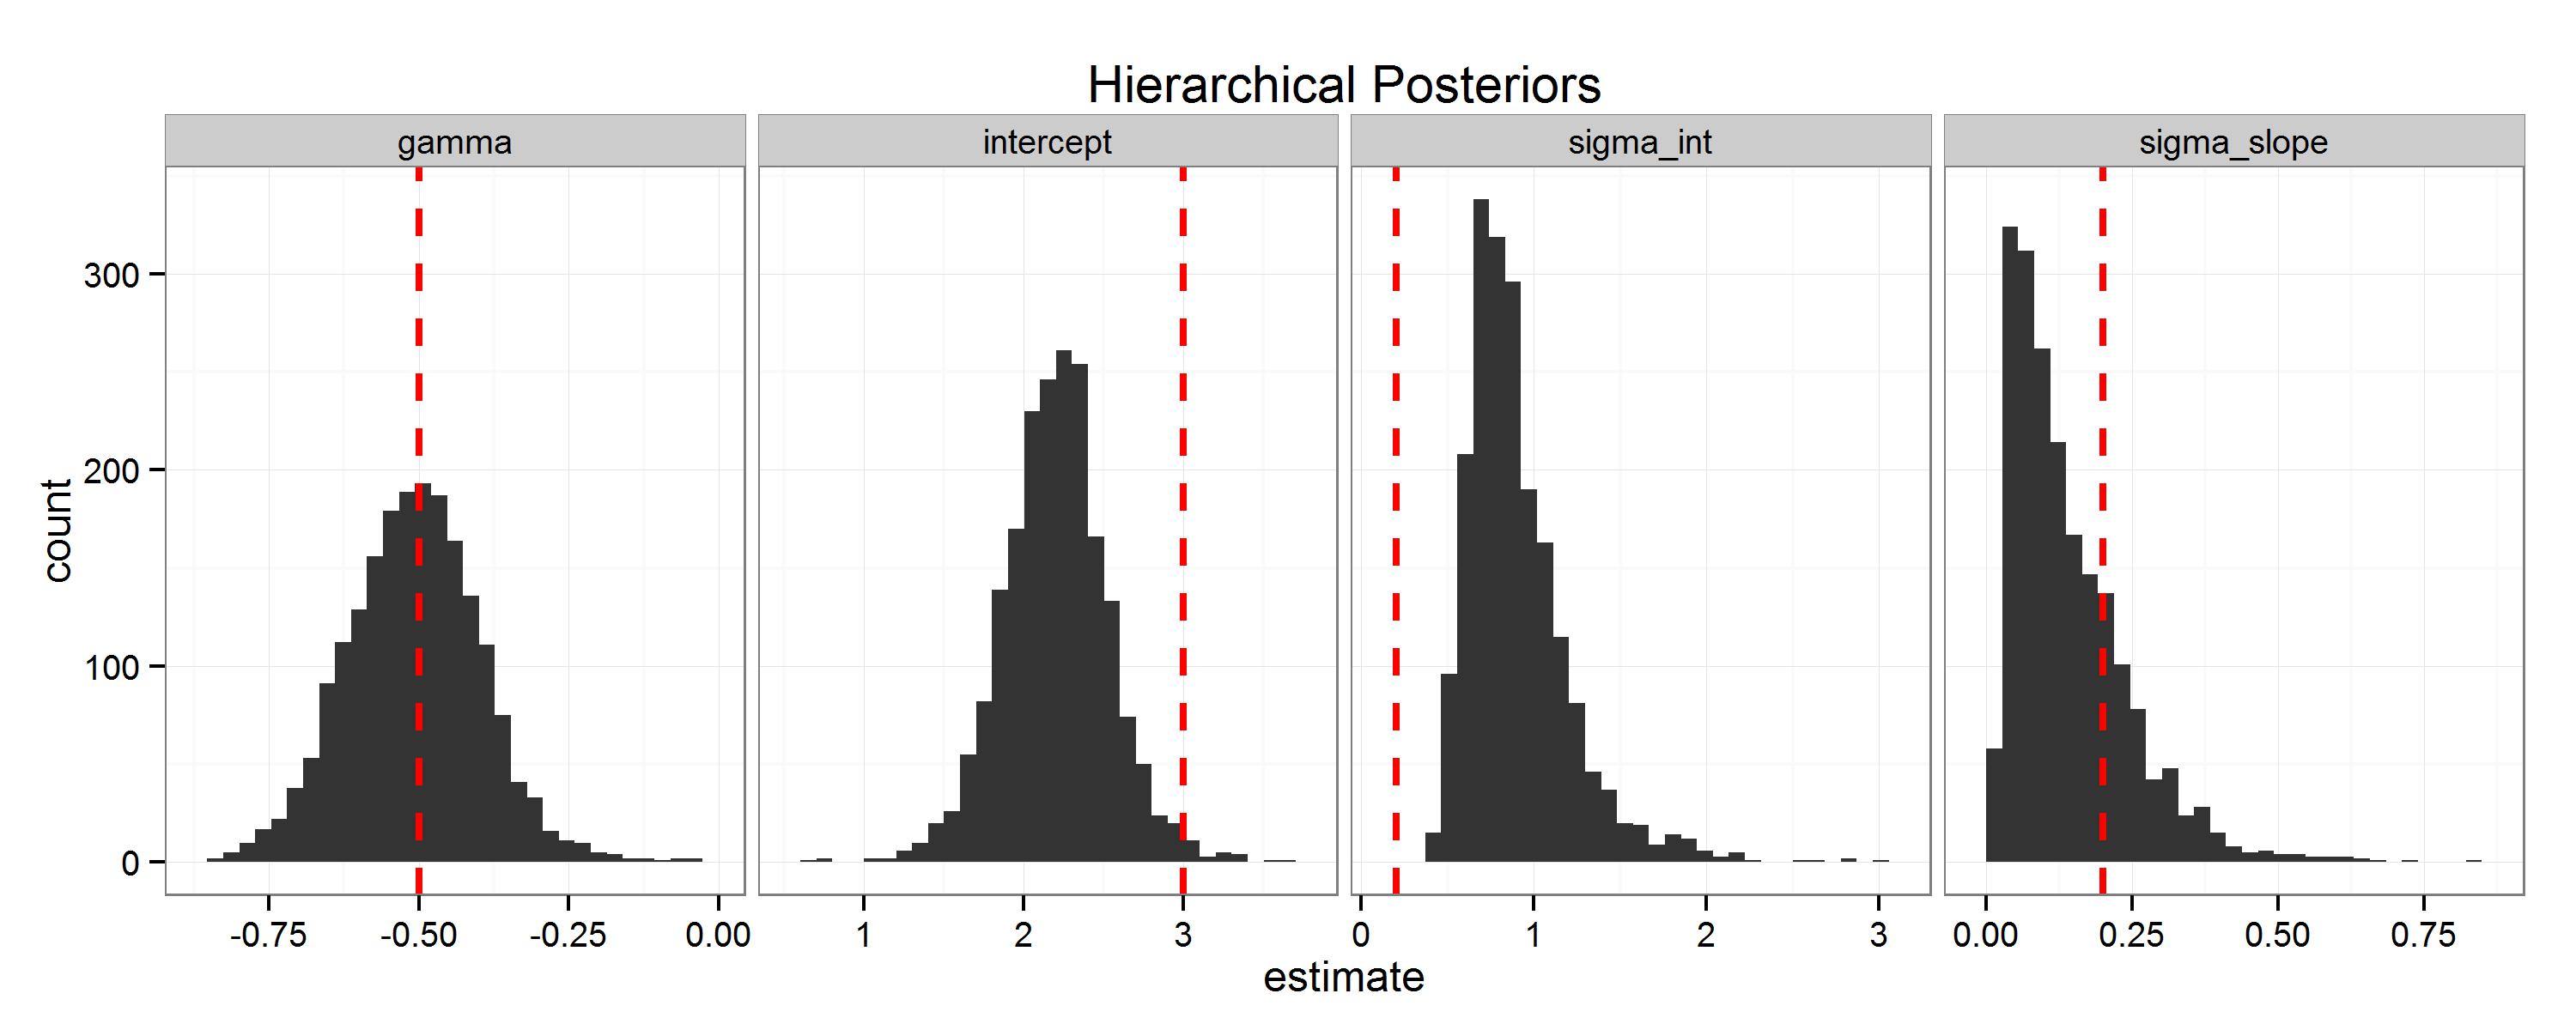 Hierarchical Posteriors
gamma
intercept
sigma_int
sigma_slope
count
300
200
100
0
-0.75
-0.50
-0.25
0.00
1
2
3
0
1
2
3
0.00
0.25
0.50
0.75
estimate